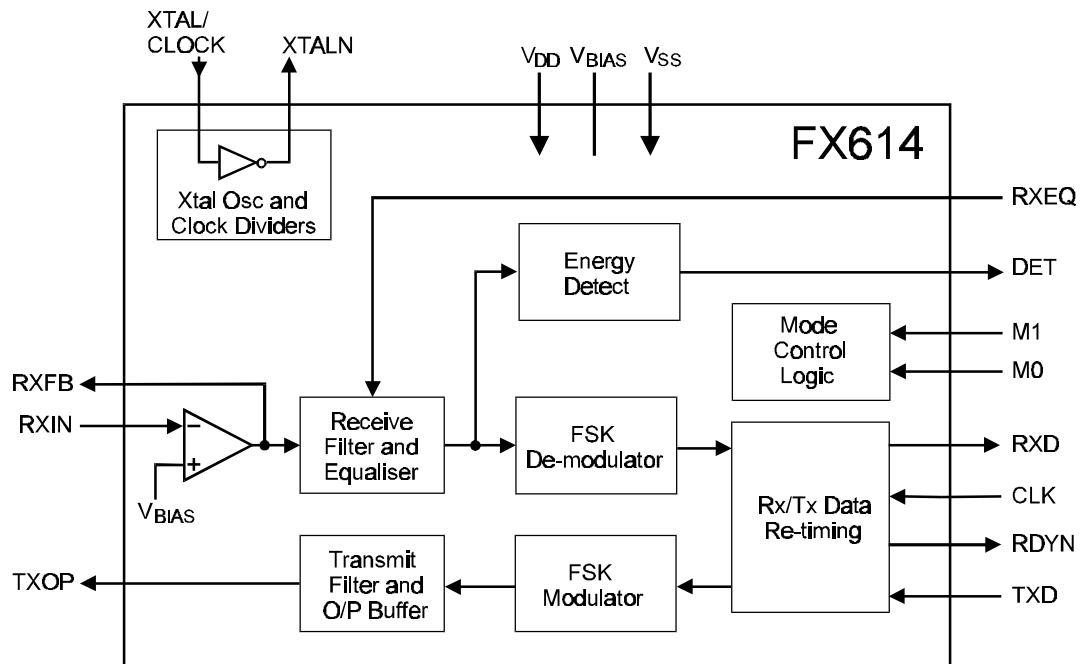 XTAL/
CLOCK
XTALN
VDD
VBIAS
VSS
FX614
Xtal Osc and
Clock Dividers
RXEQ
Energy
Detect
DET
Mode
Control
Logic
M1
M0
RXFB
RXIN
−
+
VBIAS
Receive
Filter and
Equaliser
FSK
De-modulator
Rx/Tx Data
Re-timing
RXD
CLK
RDYN
TXD
TXOP
Transmit
Filter and
O/P Buffer
FSK
Modulator